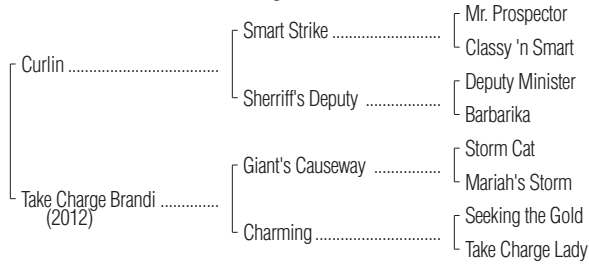 Mr. Prospector
Smart Strike ........................
Classy 'n Smart
Curlin ..................................
Deputy Minister
Sherriff's Deputy .................
Barbarika
Storm Cat
Giant's Causeway ...............
Mariah's Storm
Take Charge Brandi .............
(2012)
Seeking the Gold
Charming............................
Take Charge Lady